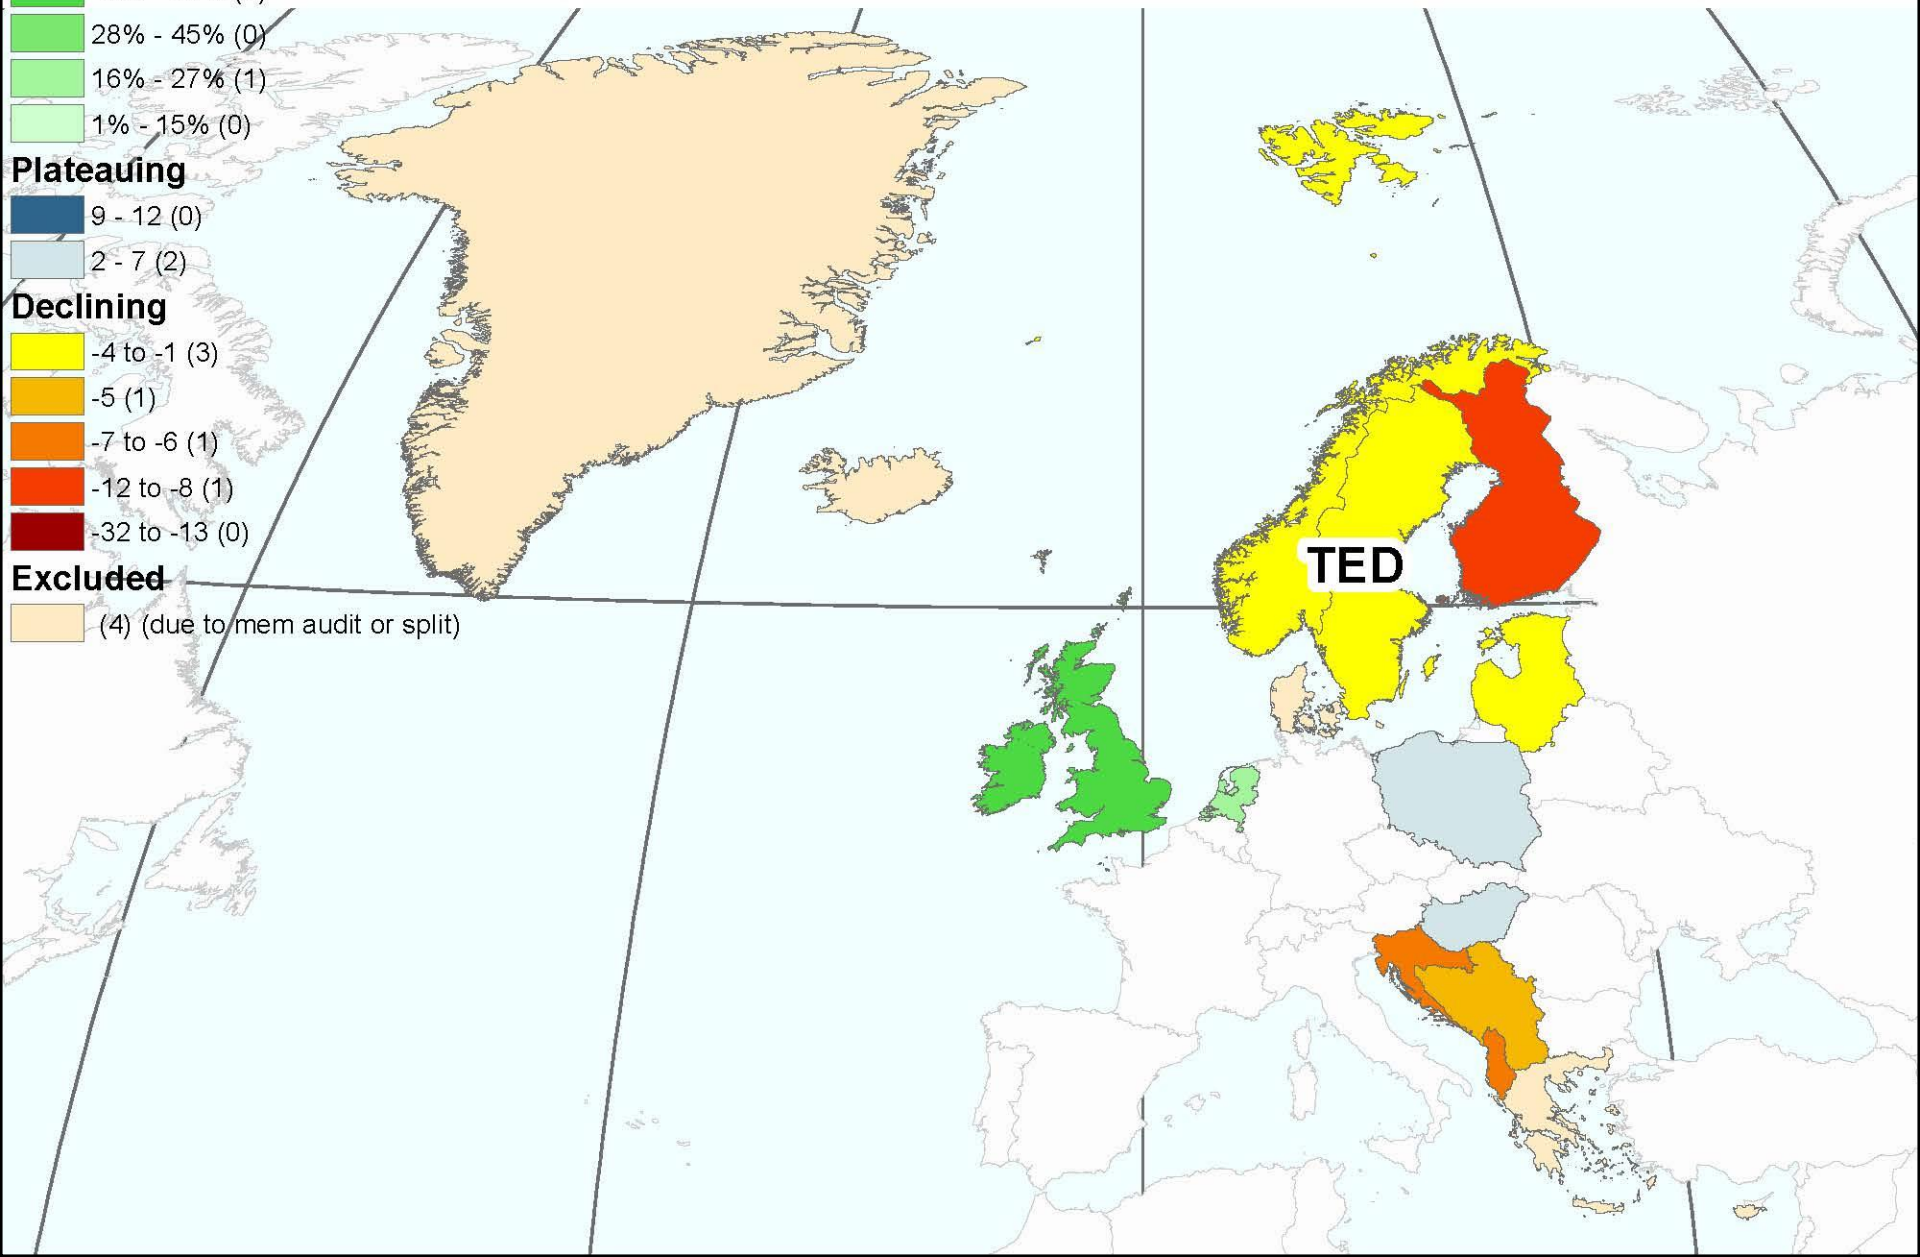 28% - 45% (0)
16% - 27% (1)
1% - 15% (0)
Plateauing
9 - 12 (0)
2 - 7 (2)
Declining
-4 to -1 (3)
-5 (1)
-7 to -6 (1)
-12 to -8 (1)
-32 to -13 (0)
Excluded
(4) (due to mem audit or split)
TED